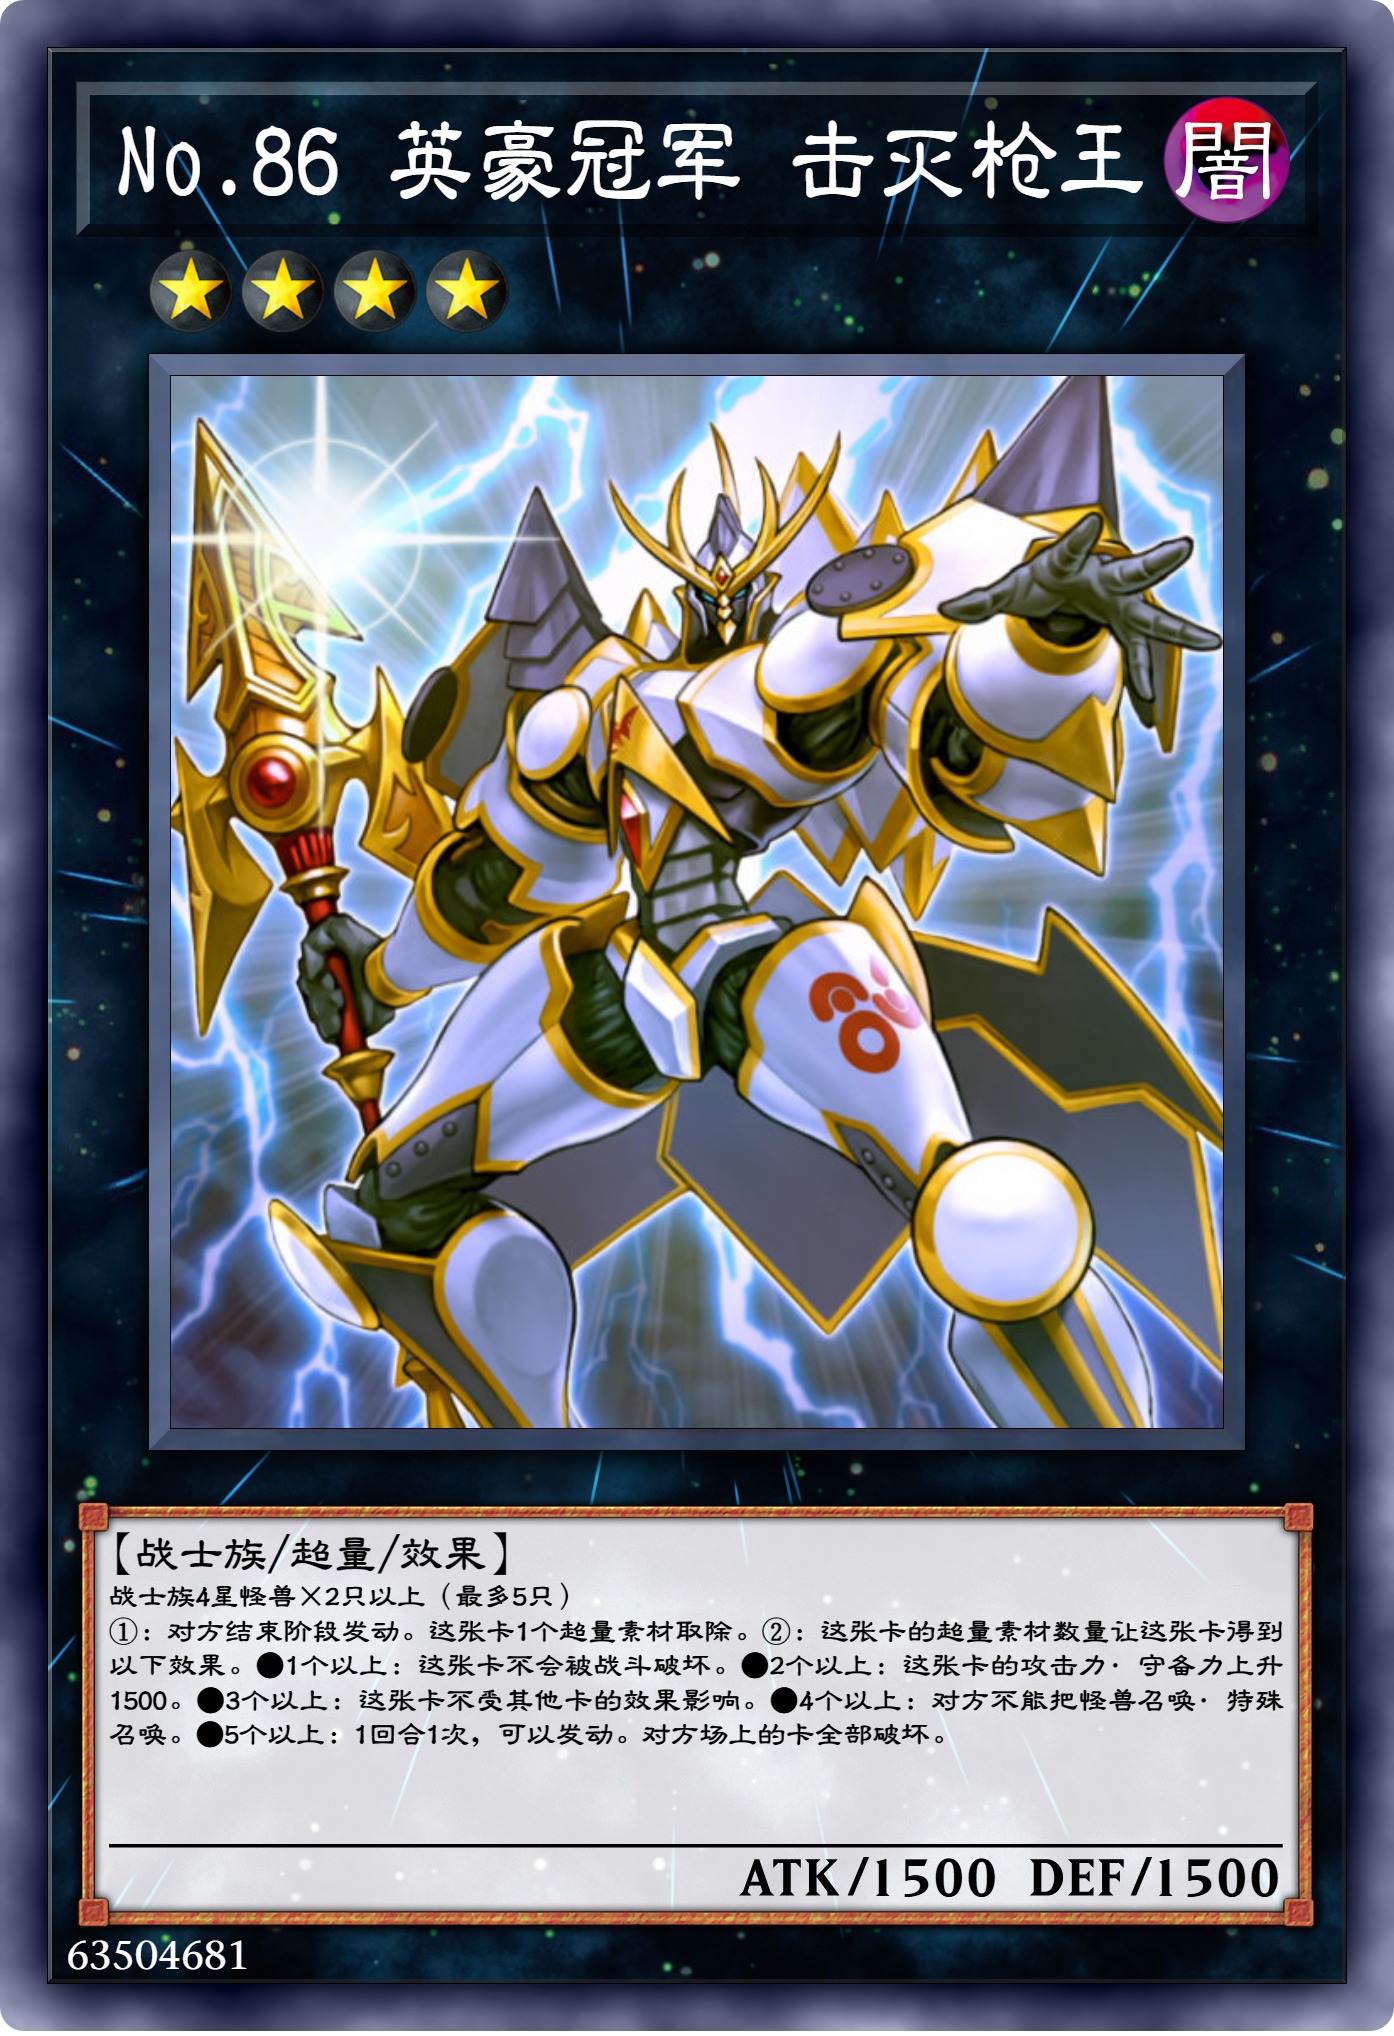 No.86 英豪冠军 击灭枪王 闇
【战士族/超量/效果】
战士族4星怪兽×2只以上（最多5只）
①：对方结束阶段发动。这张卡1个超量素材取除。②：这张卡的超量素材数量让这张卡得到
以下效果。●1个以上：这张卡不会被战斗破坏。●2个以上：这张卡的攻击力·守备力上升
1500。●3个以上：这张卡不受其他卡的效果影响。●4个以上：对方不能把怪兽召唤·特殊
召唤。●5个以上：1回合1次，可以发动。对方场上的卡全部破坏。
ATK/1500 DEF/1500
63504681